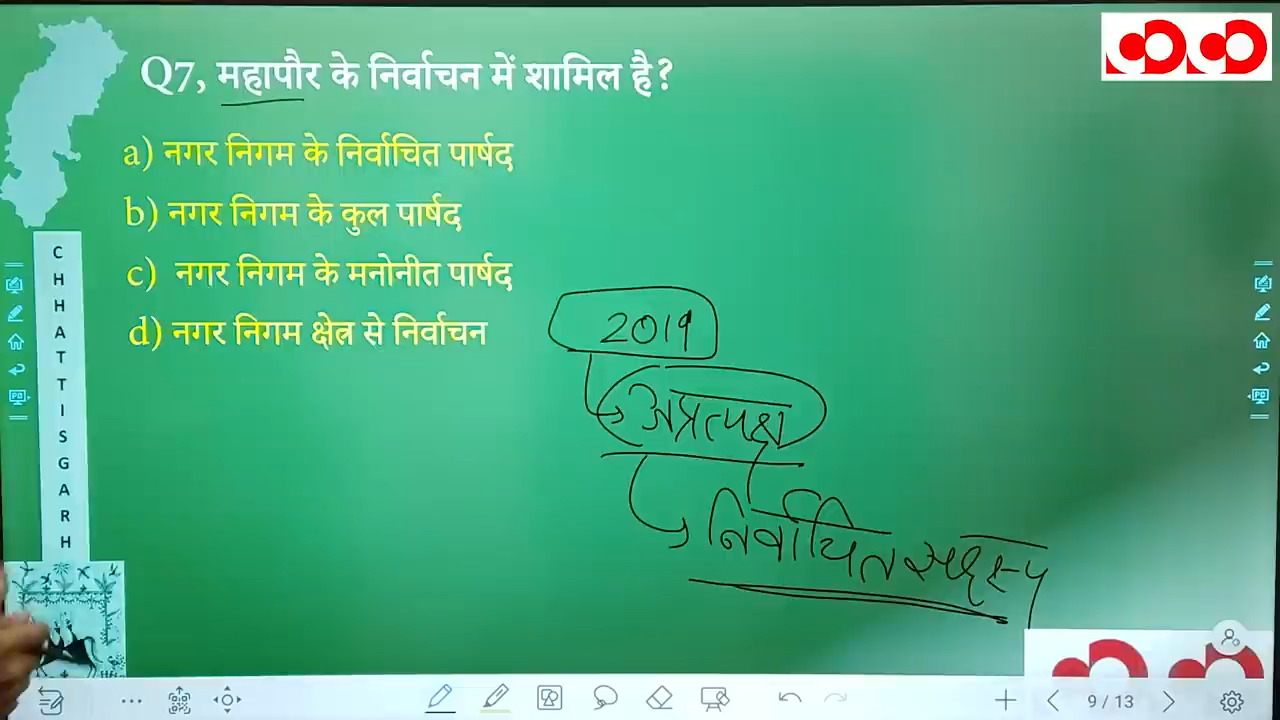 Q7, महापौर के निर्वाचन में शामिल है?
a) नगर निगम के निर्वाचित पार्षद
b) नगर निगम के कुल पार्षद
c) नगर निगम के मनोनीत पार्षद
d) नगर निगम क्षेत्र से निर्वाचन
CHHATTISGARH
2019
अप्रत्यक्ष
निर्वाचित सदस्य
9 / 13